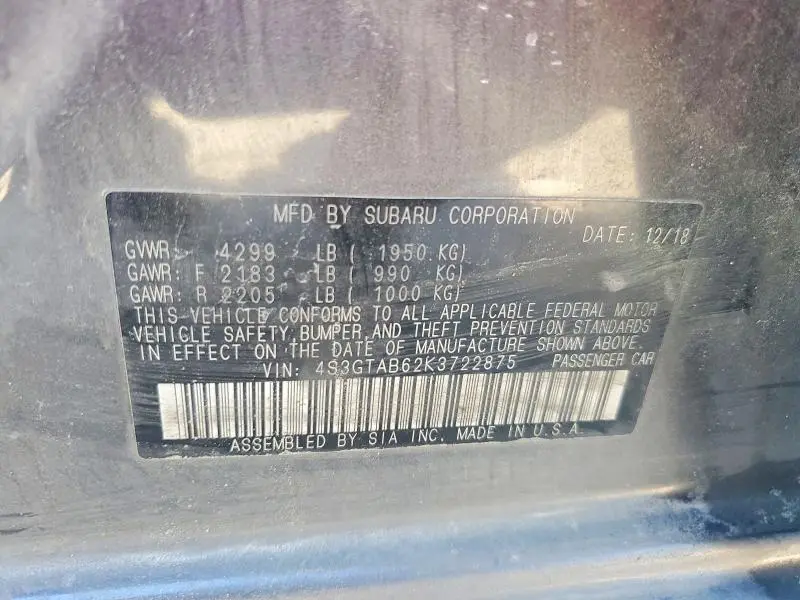 MFD BY SUBARU CORPORATION
DATE: 12/18
GVWR: 4299 LB ( 1950 KG)
GAWR: F 2183 LB ( 990 KG)
GAWR: R 2205 LB ( 1000 KG)
THIS VEHICLE CONFORMS TO ALL APPLICABLE FEDERAL MOTOR
VEHICLE SAFETY, BUMPER, AND THEFT PREVENTION STANDARDS
IN EFFECT ON THE DATE OF MANUFACTURE SHOWN ABOVE.
VIN: 4S3GTAB62K3722875 PASSENGER CAR
ASSEMBLED BY SIA INC. MADE IN U.S.A